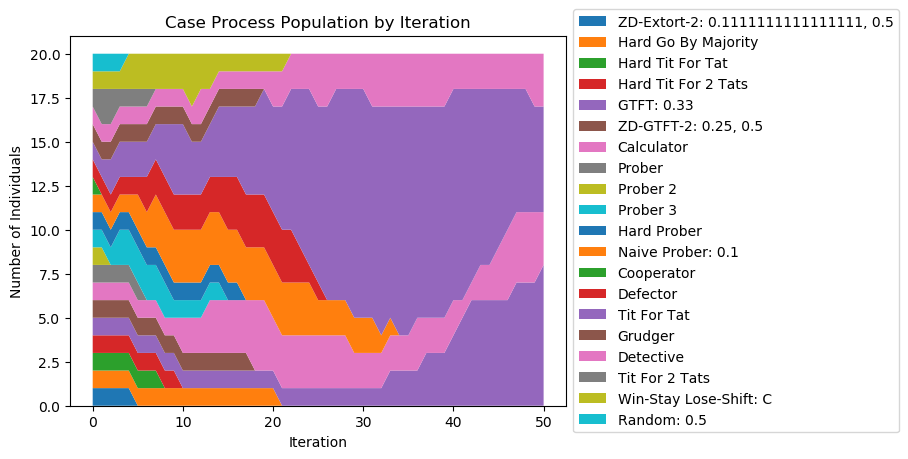 Case Process Population by Iteration
20.0
17.5
15.0
12.5
10.0
7.5
5.0
2.5
0.0
Number of Individuals
0 10 20 30 40 50
Iteration
ZD-Extort-2: 0.1111111111111111, 0.5
Hard Go By Majority
Hard Tit For Tat
Hard Tit For 2 Tats
GTFT: 0.33
ZD-GTFT-2: 0.25, 0.5
Calculator
Prober
Prober 2
Prober 3
Hard Prober
Naive Prober: 0.1
Cooperator
Defector
Tit For Tat
Grudger
Detective
Tit For 2 Tats
Win-Stay Lose-Shift: C
Random: 0.5